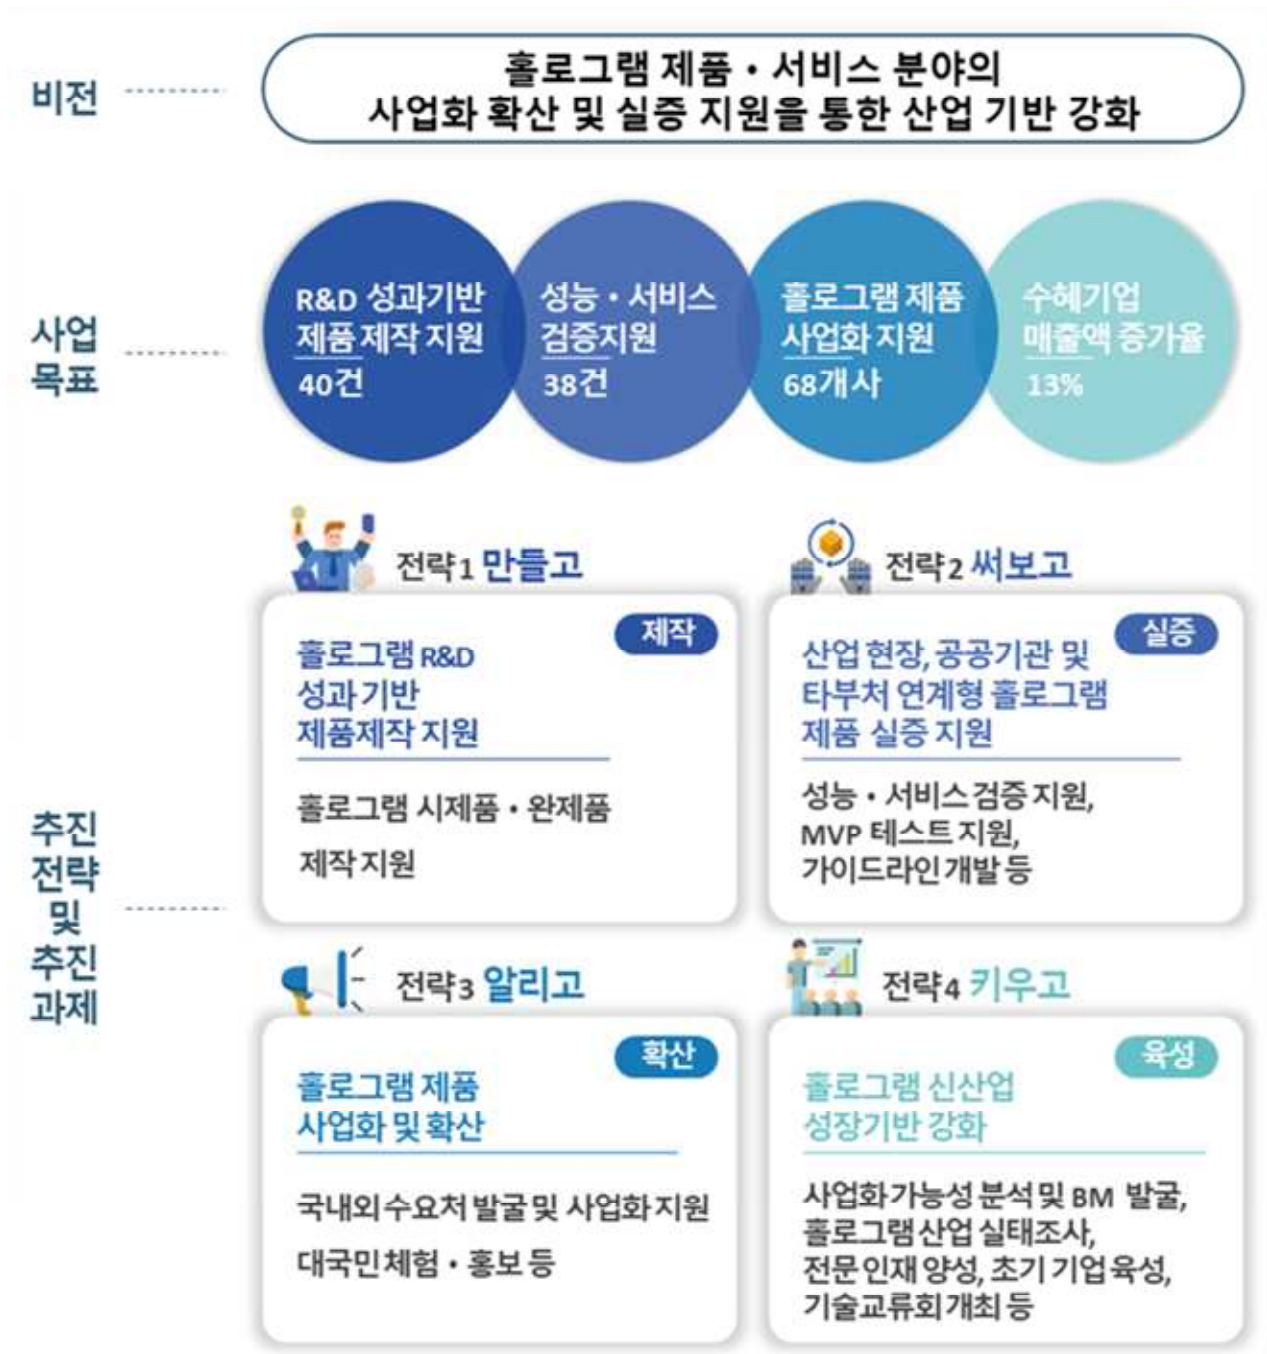 비전
홀로그램 제품・서비스 분야의
사업화 확산 및 실증 지원을 통한 산업 기반 강화
사업
목표
R&D 성과기반
제품 제작 지원
40건
성능・서비스
검증지원
38건
홀로그램 제품
사업화 지원
68개사
수혜기업
매출액 증가율
13%
추진
전략
및
추진
과제
전략1 만들고
제작
홀로그램 R&D
성과 기반
제품제작 지원
홀로그램 시제품・완제품
제작 지원
전략2 써보고
실증
산업 현장, 공공기관 및
타부처 연계형 홀로그램
제품 실증 지원
성능・서비스 검증 지원,
MVP 테스트 지원,
가이드라인 개발 등
전략3 알리고
확산
홀로그램 제품
사업화 및 확산
국내외 수요처 발굴 및 사업화 지원
대국민 체험・홍보 등
전략4 키우고
육성
홀로그램 신산업
성장기반 강화
사업화 가능성 분석 및 BM 발굴,
홀로그램 산업 실태조사,
전문 인재 양성, 초기 기업 육성,
기술교류회 개최 등